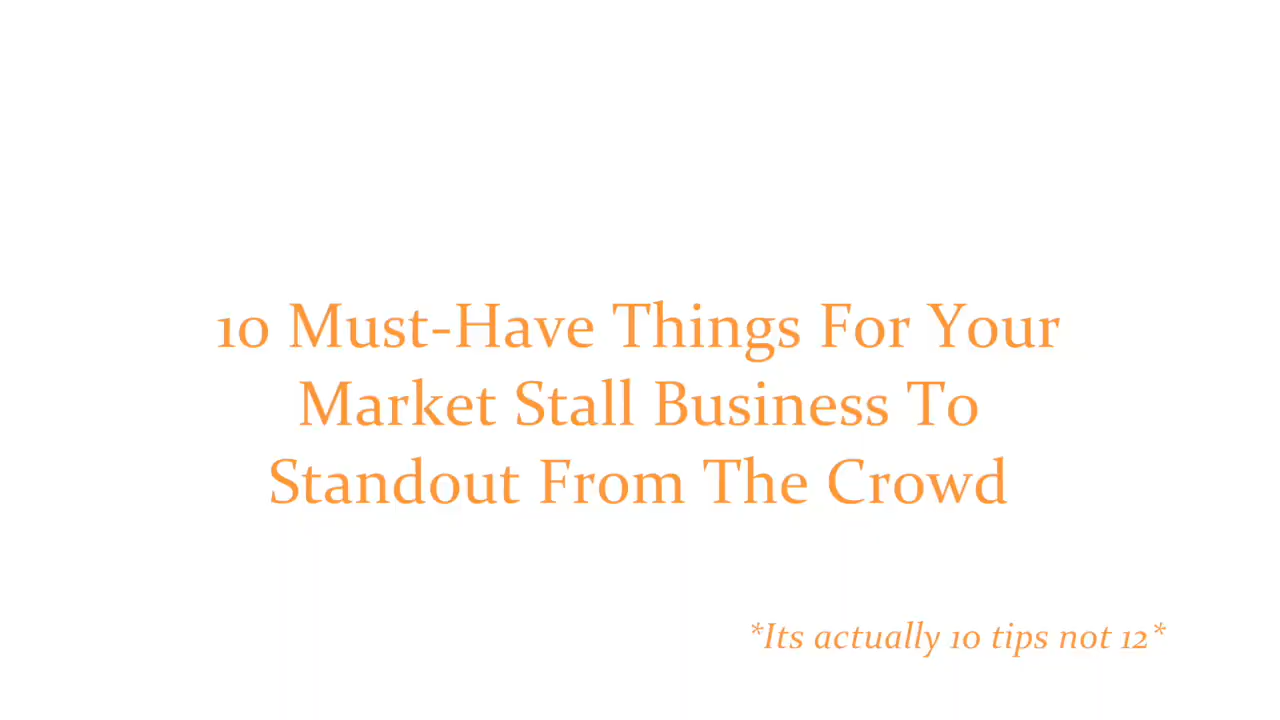 10 Must-Have Things For Your
Market Stall Business To
Standout From The Crowd
*Its actually 10 tips not 12*